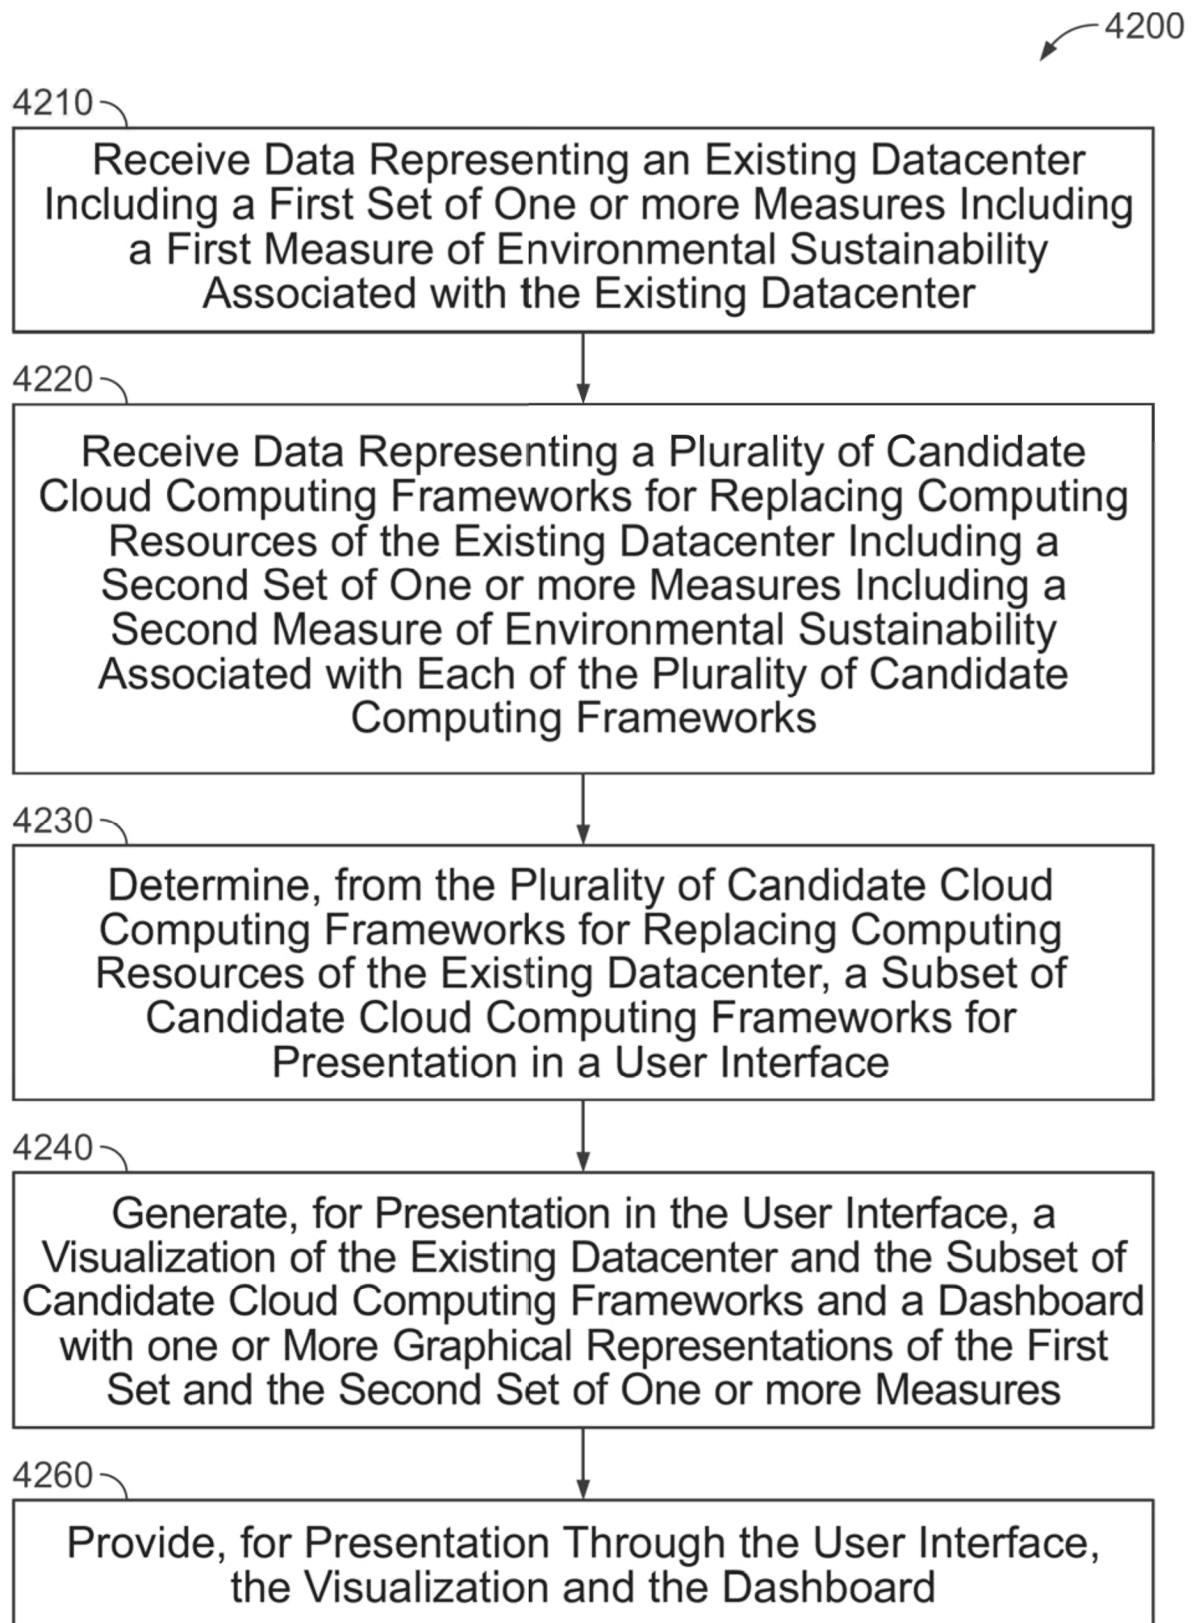 4200
4210
Receive Data Representing an Existing Datacenter
Including a First Set of One or more Measures Including
a First Measure of Environmental Sustainability
Associated with the Existing Datacenter
4220
Receive Data Representing a Plurality of Candidate
Cloud Computing Frameworks for Replacing Computing
Resources of the Existing Datacenter Including a
Second Set of One or more Measures Including a
Second Measure of Environmental Sustainability
Associated with Each of the Plurality of Candidate
Computing Frameworks
4230
Determine, from the Plurality of Candidate Cloud
Computing Frameworks for Replacing Computing
Resources of the Existing Datacenter, a Subset of
Candidate Cloud Computing Frameworks for
Presentation in a User Interface
4240
Generate, for Presentation in the User Interface, a
Visualization of the Existing Datacenter and the Subset of
Candidate Cloud Computing Frameworks and a Dashboard
with one or More Graphical Representations of the First
Set and the Second Set of One or more Measures
4260
Provide, for Presentation Through the User Interface,
the Visualization and the Dashboard